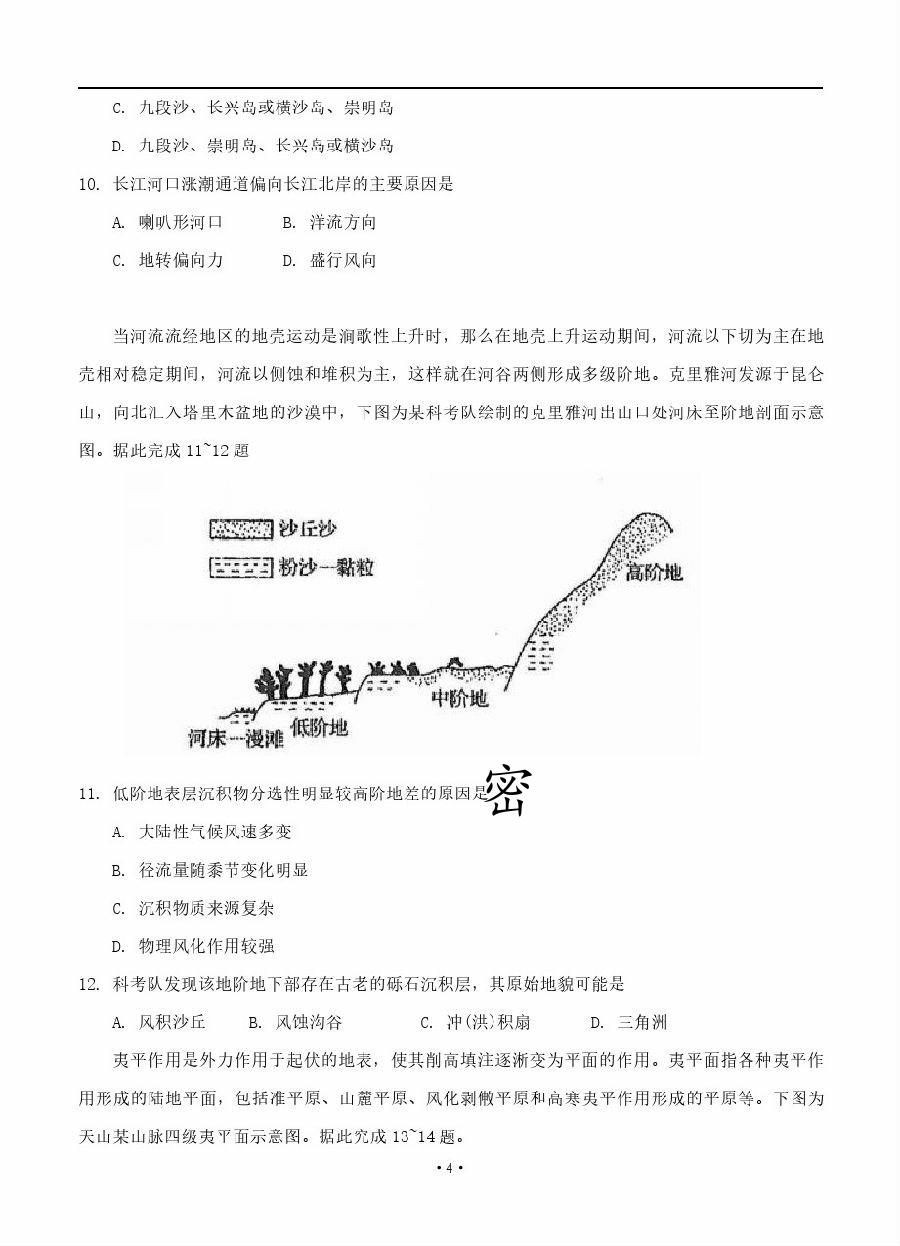 C. 九段沙、长兴岛或横沙岛、崇明岛
D. 九段沙、崇明岛、长兴岛或横沙岛
10. 长江河口涨潮通道偏向长江北岸的主要原因是
A. 喇叭形河口 B. 洋流方向
C. 地转偏向力 D. 盛行风向
当河流流经地区的地壳运动是涧歌性上升时，那么在地壳上升运动期间，河流以下切为主在地
壳相对稳定期间，河流以侧蚀和堆积为主，这样就在河谷两侧形成多级阶地。克里雅河发源于昆仑
山，向北汇入塔里木盆地的沙漠中，下图为某科考队绘制的克里雅河出山口处河床至阶地剖面示意
图。据此完成 11~12 题
沙丘沙
粉沙一黏粒
高阶地
中阶地
低阶地
河床一漫滩
11. 低阶地表层沉积物分选性明显较高阶地差的原因是
密
A. 大陆性气候风速多变
B. 径流量随黍节变化明显
C. 沉积物质来源复杂
D. 物理风化作用较强
12. 科考队发现该地阶地下部存在古老的砾石沉积层，其原始地貌可能是
A. 风积沙丘 B. 风蚀沟谷 C. 冲(洪)积扇 D. 三角洲
夷平作用是外力作用于起伏的地表，使其削高填注逐渐变为平面的作用。夷平面指各种夷平作
用形成的陆地平面，包括准平原、山麓平原、风化剥俴平原和高寒夷平作用形成的平原等。下图为
天山某山脉四级夷平面示意图。据此完成 13~14 题。
·4·